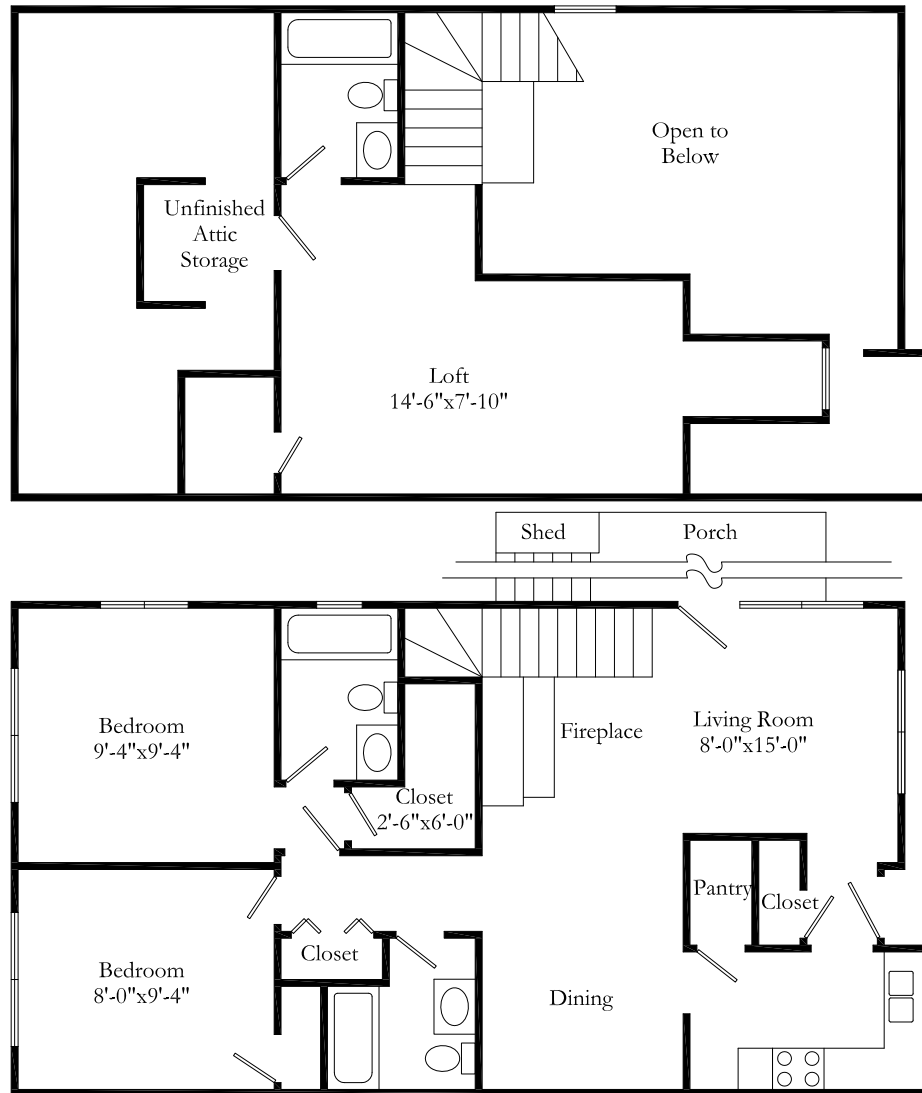 Open to
Below
Unfinished
Attic
Storage
Loft
14'-6"x7'-10"
Shed
Porch
Bedroom
9'-4"x9'-4"
Fireplace
Living Room
8'-0"x15'-0"
Closet
2'-6"x6'-0"
Pantry
Closet
Closet
Bedroom
8'-0"x9'-4"
Dining